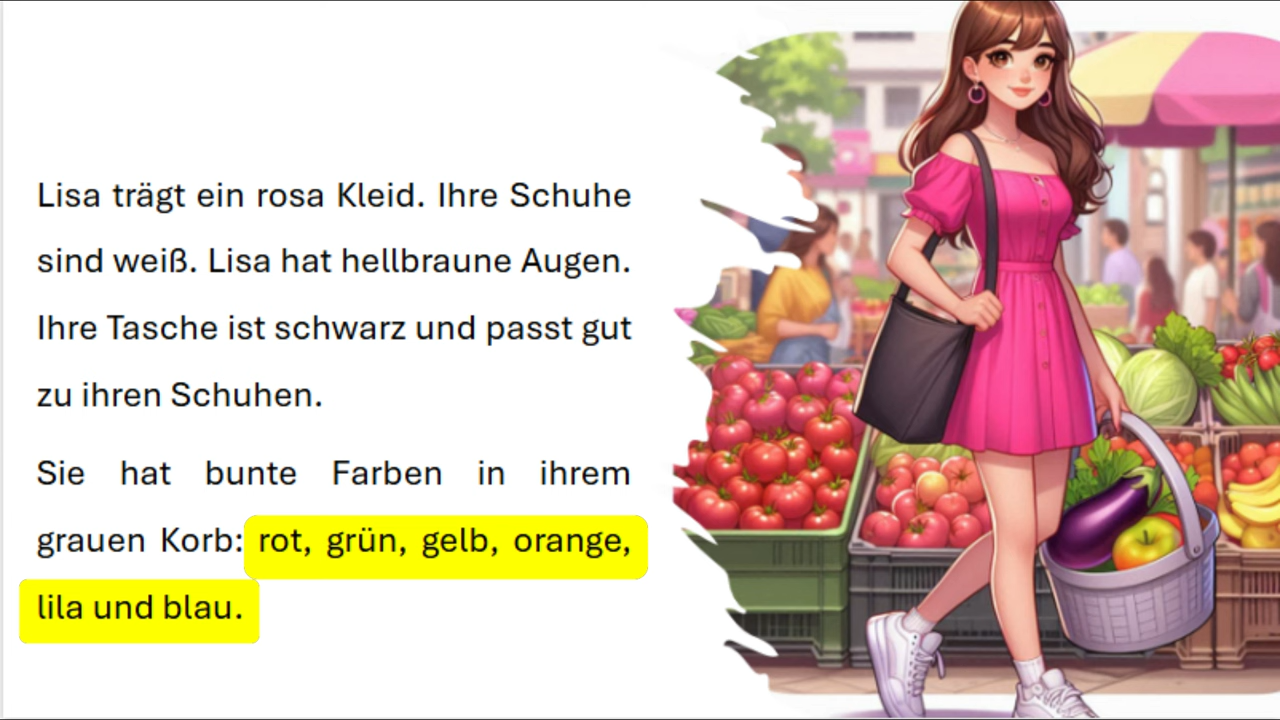 Lisa trägt ein rosa Kleid. Ihre Schuhe
sind weiß. Lisa hat hellbraune Augen.
Ihre Tasche ist schwarz und passt gut
zu ihren Schuhen.
Sie hat bunte Farben in ihrem
grauen Korb: rot, grün, gelb, orange,
lila und blau.